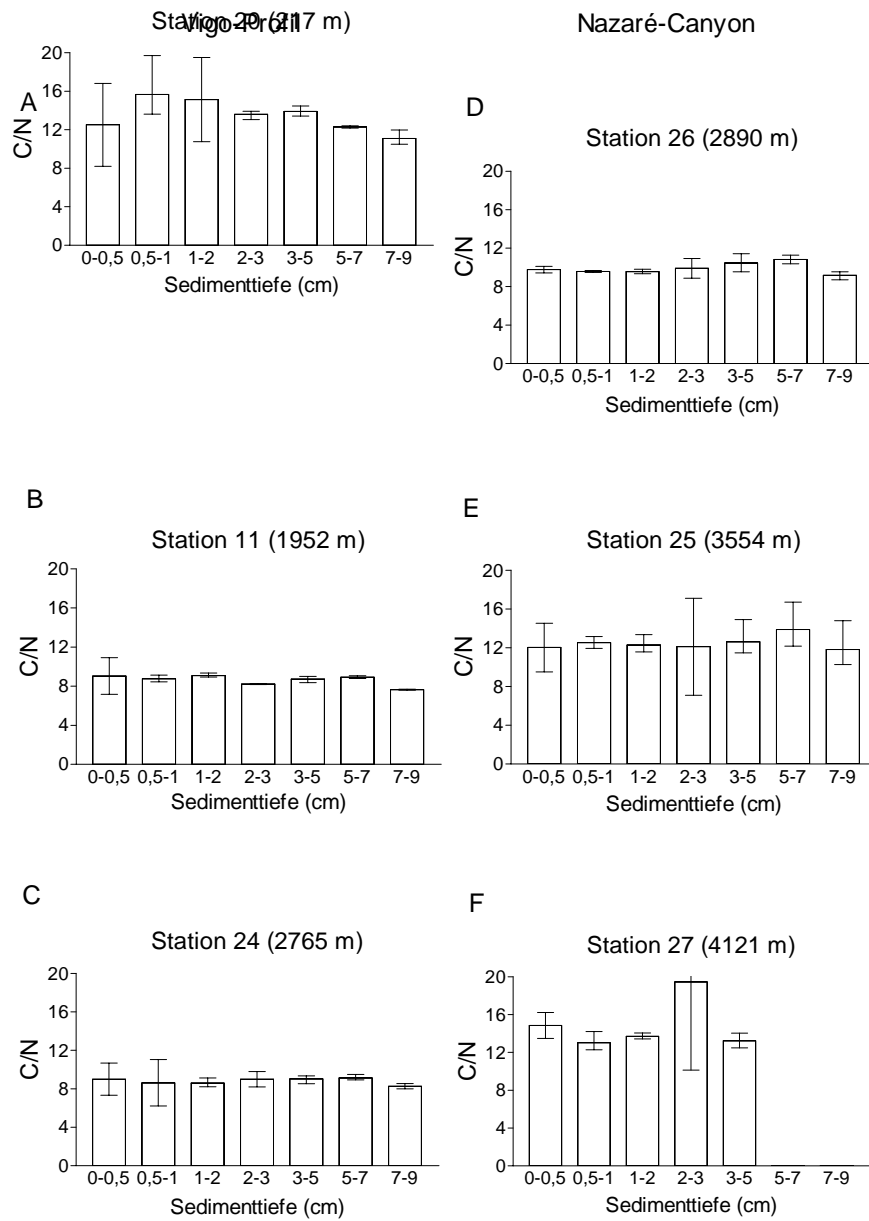 Vigo-Profil
Nazaré-Canyon
Station 20 (217 m)
A
C/N
20
16
12
8
4
0
0-0,5 0,5-1 1-2 2-3 3-5 5-7 7-9
Sedimenttiefe (cm)
B
Station 11 (1952 m)
C/N
20
16
12
8
4
0
0-0,5 0,5-1 1-2 2-3 3-5 5-7 7-9
Sedimenttiefe (cm)
C
Station 24 (2765 m)
C/N
20
16
12
8
4
0
0-0,5 0,5-1 1-2 2-3 3-5 5-7 7-9
Sedimenttiefe (cm)
D
Station 26 (2890 m)
C/N
20
16
12
8
4
0
0-0,5 0,5-1 1-2 2-3 3-5 5-7 7-9
Sedimenttiefe (cm)
E
Station 25 (3554 m)
C/N
20
16
12
8
4
0
0-0,5 0,5-1 1-2 2-3 3-5 5-7 7-9
Sedimenttiefe (cm)
F
Station 27 (4121 m)
C/N
20
16
12
8
4
0
0-0,5 0,5-1 1-2 2-3 3-5 5-7 7-9
Sedimenttiefe (cm)